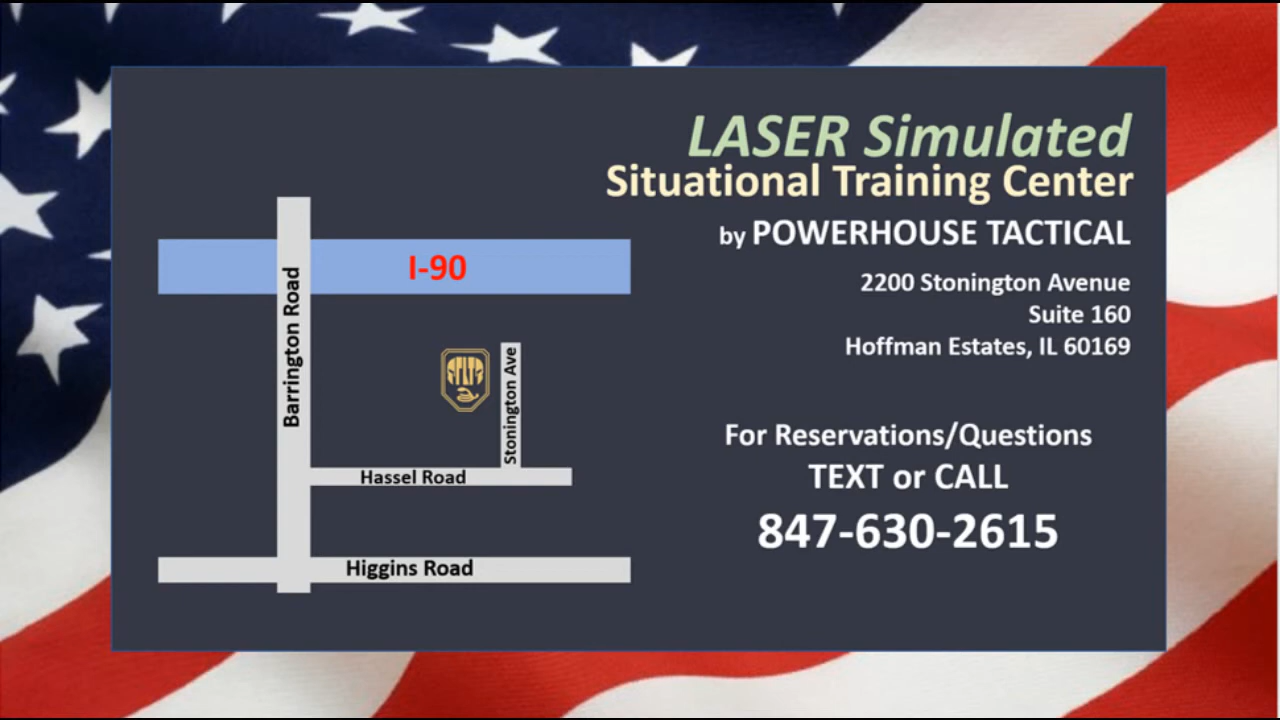 LASER Simulated
Situational Training Center
by POWERHOUSE TACTICAL
2200 Stonington Avenue
Suite 160
Hoffman Estates, IL 60169
For Reservations/Questions
TEXT or CALL
847-630-2615
I-90
Barrington Road
Stonington Ave
Hassel Road
Higgins Road